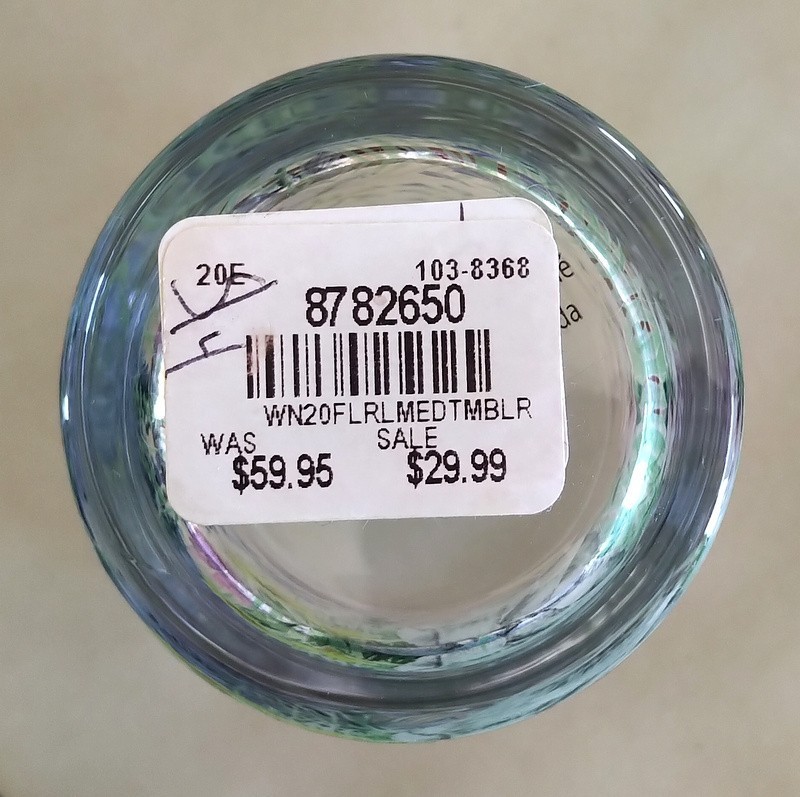 20E 103-8368
8782650
WN20FLRLMEDTMBLR
WAS SALE
$59.95 $29.99